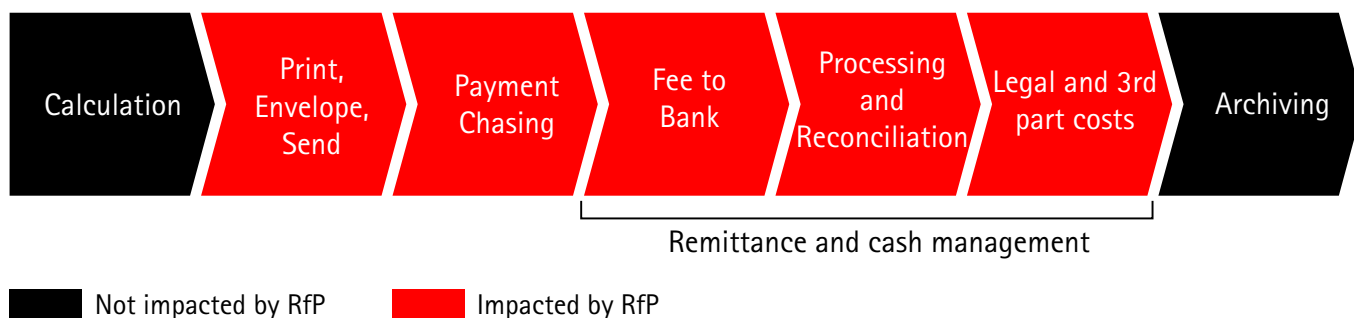 Calculation
Print,
Envelope,
Send
Payment
Chasing
Fee to
Bank
Processing
and
Reconciliation
Legal and 3rd
part costs
Archiving
Remittance and cash management
Not impacted by RfP
Impacted by RfP